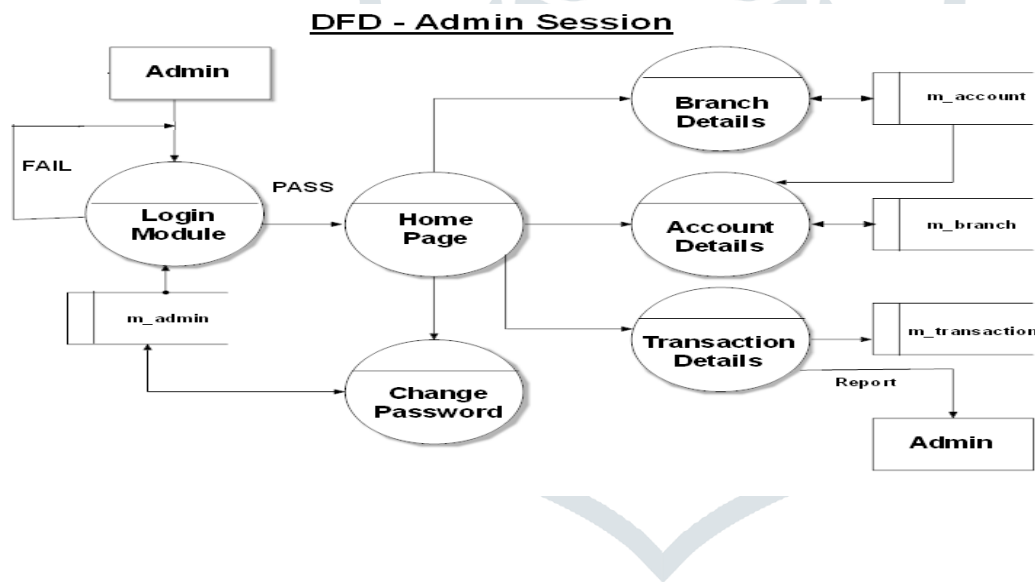 DFD - Admin Session
Admin
FAIL
PASS
Login
Module
Home
Page
m_admin
Change
Password
Branch
Details
m_account
Account
Details
m_branch
Transaction
Details
m_transaction
Report
Admin